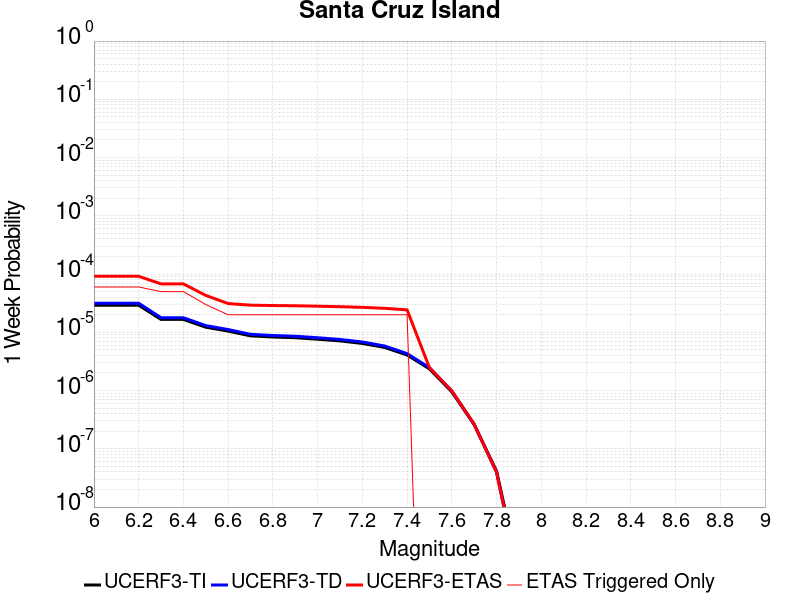 Santa Cruz Island
1 Week Probability
10^0
10^-1
10^-2
10^-3
10^-4
10^-5
10^-6
10^-7
10^-8
6 6.2 6.4 6.6 6.8 7 7.2 7.4 7.6 7.8 8 8.2 8.4 8.6 8.8 9
Magnitude
UCERF3-TI UCERF3-TD UCERF3-ETAS ETAS Triggered Only